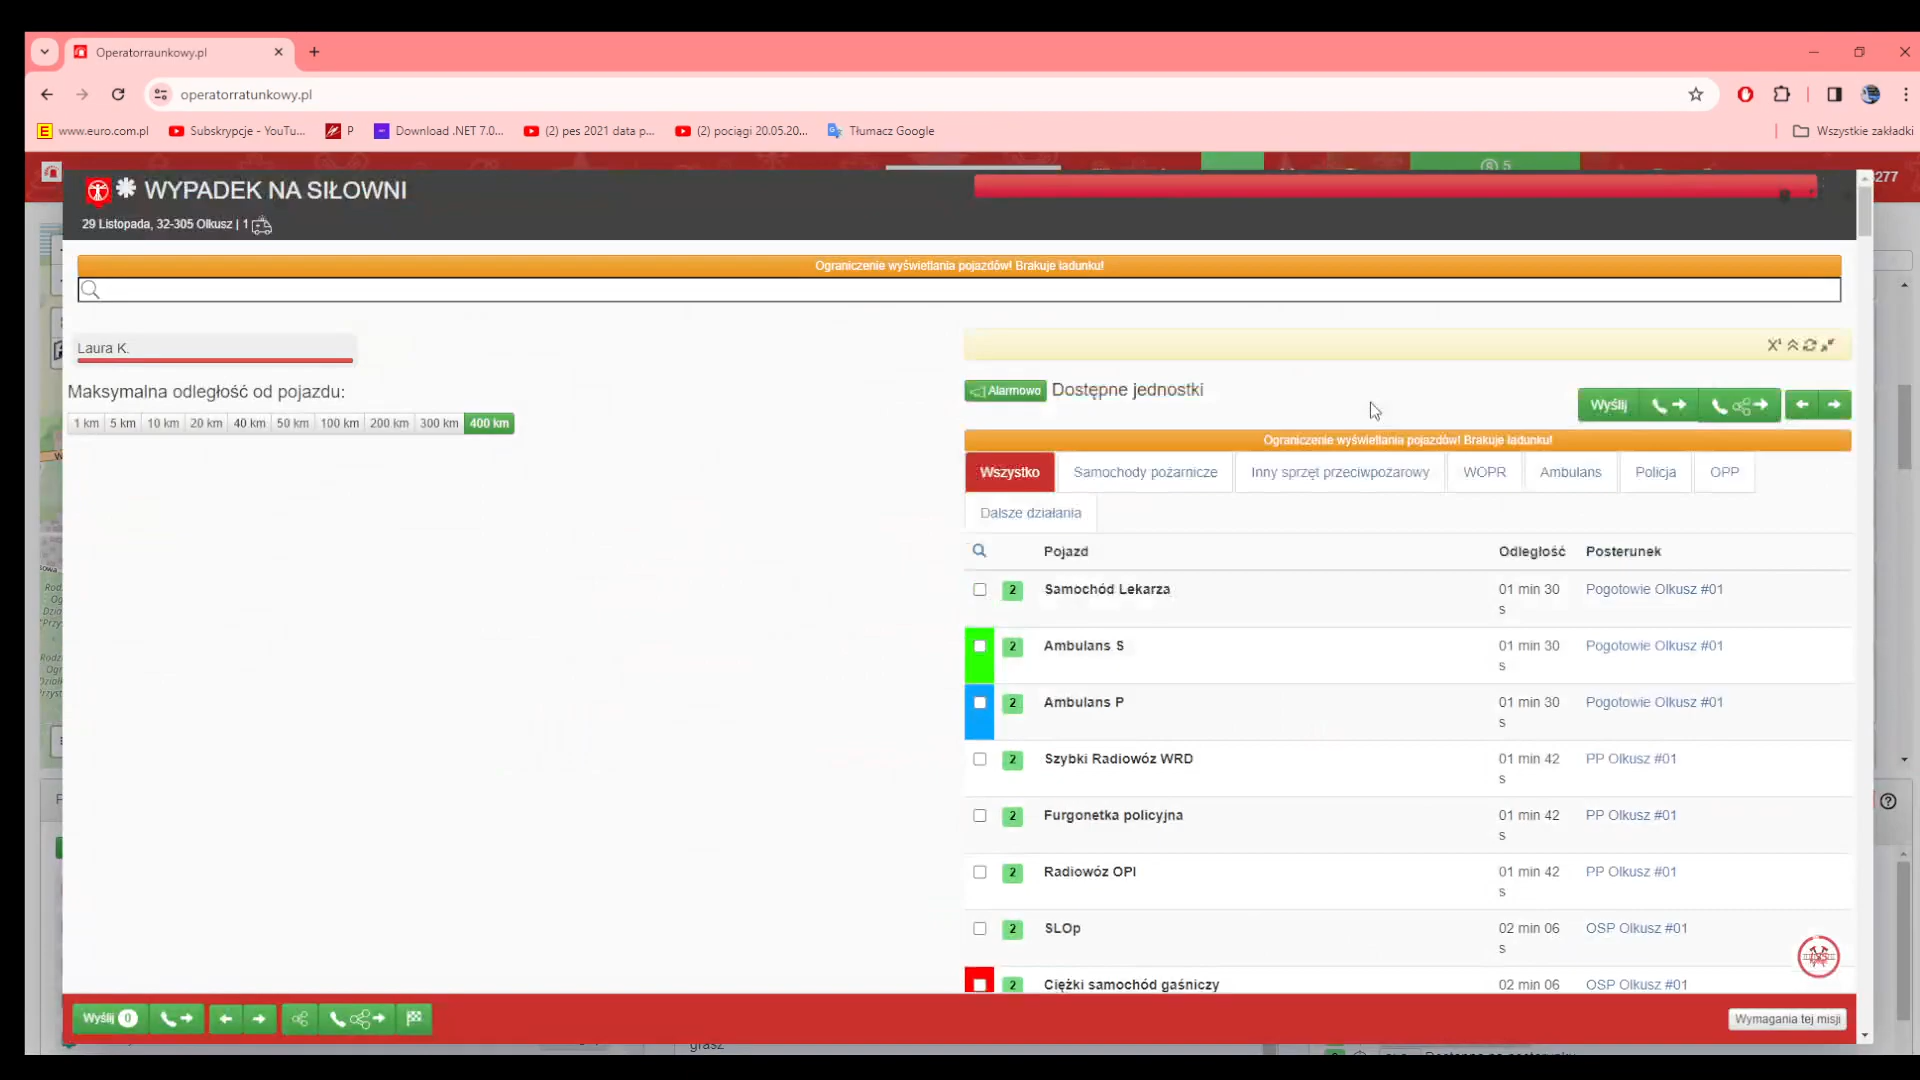 Operatorraunkowy.pl
operatorratunkowy.pl
www.euro.com.pl
Subskrypcje - YouTu...
P
Download .NET 7.0...
(2) pes 2021 data p...
(2) pociągi 20.05.20...
Tłumacz Google
Wszystkie zakładki
5
277
WYPADEK NA SIŁOWNI
29 Listopada, 32-305 Olkusz | 1
Ograniczenie wyświetlania pojazdów! Brakuje ładunku!
Laura K.
Maksymalna odległość od pojazdu:
1 km 5 km 10 km 20 km 40 km 50 km 100 km 200 km 300 km 400 km
Alarmowo Dostępne jednostki
Wyślij
Ograniczenie wyświetlania pojazdów! Brakuje ładunku!
Wszystko Samochody pożarnicze Inny sprzęt przeciwpożarowy WOPR Ambulans Policja OPP
Dalsze działania
Pojazd Odległość Posterunek
2 Samochód Lekarza 01 min 30 s Pogotowie Olkusz #01
2 Ambulans S 01 min 30 s Pogotowie Olkusz #01
2 Ambulans P 01 min 30 s Pogotowie Olkusz #01
2 Szybki Radiowóz WRD 01 min 42 s PP Olkusz #01
2 Furgonetka policyjna 01 min 42 s PP Olkusz #01
2 Radiowóz OPI 01 min 42 s PP Olkusz #01
2 SLOp 02 min 06 s OSP Olkusz #01
2 Ciężki samochód gaśniczy 02 min 06 OSP Olkusz #01
Wyślij 0
Wymagania tej misji
grasz